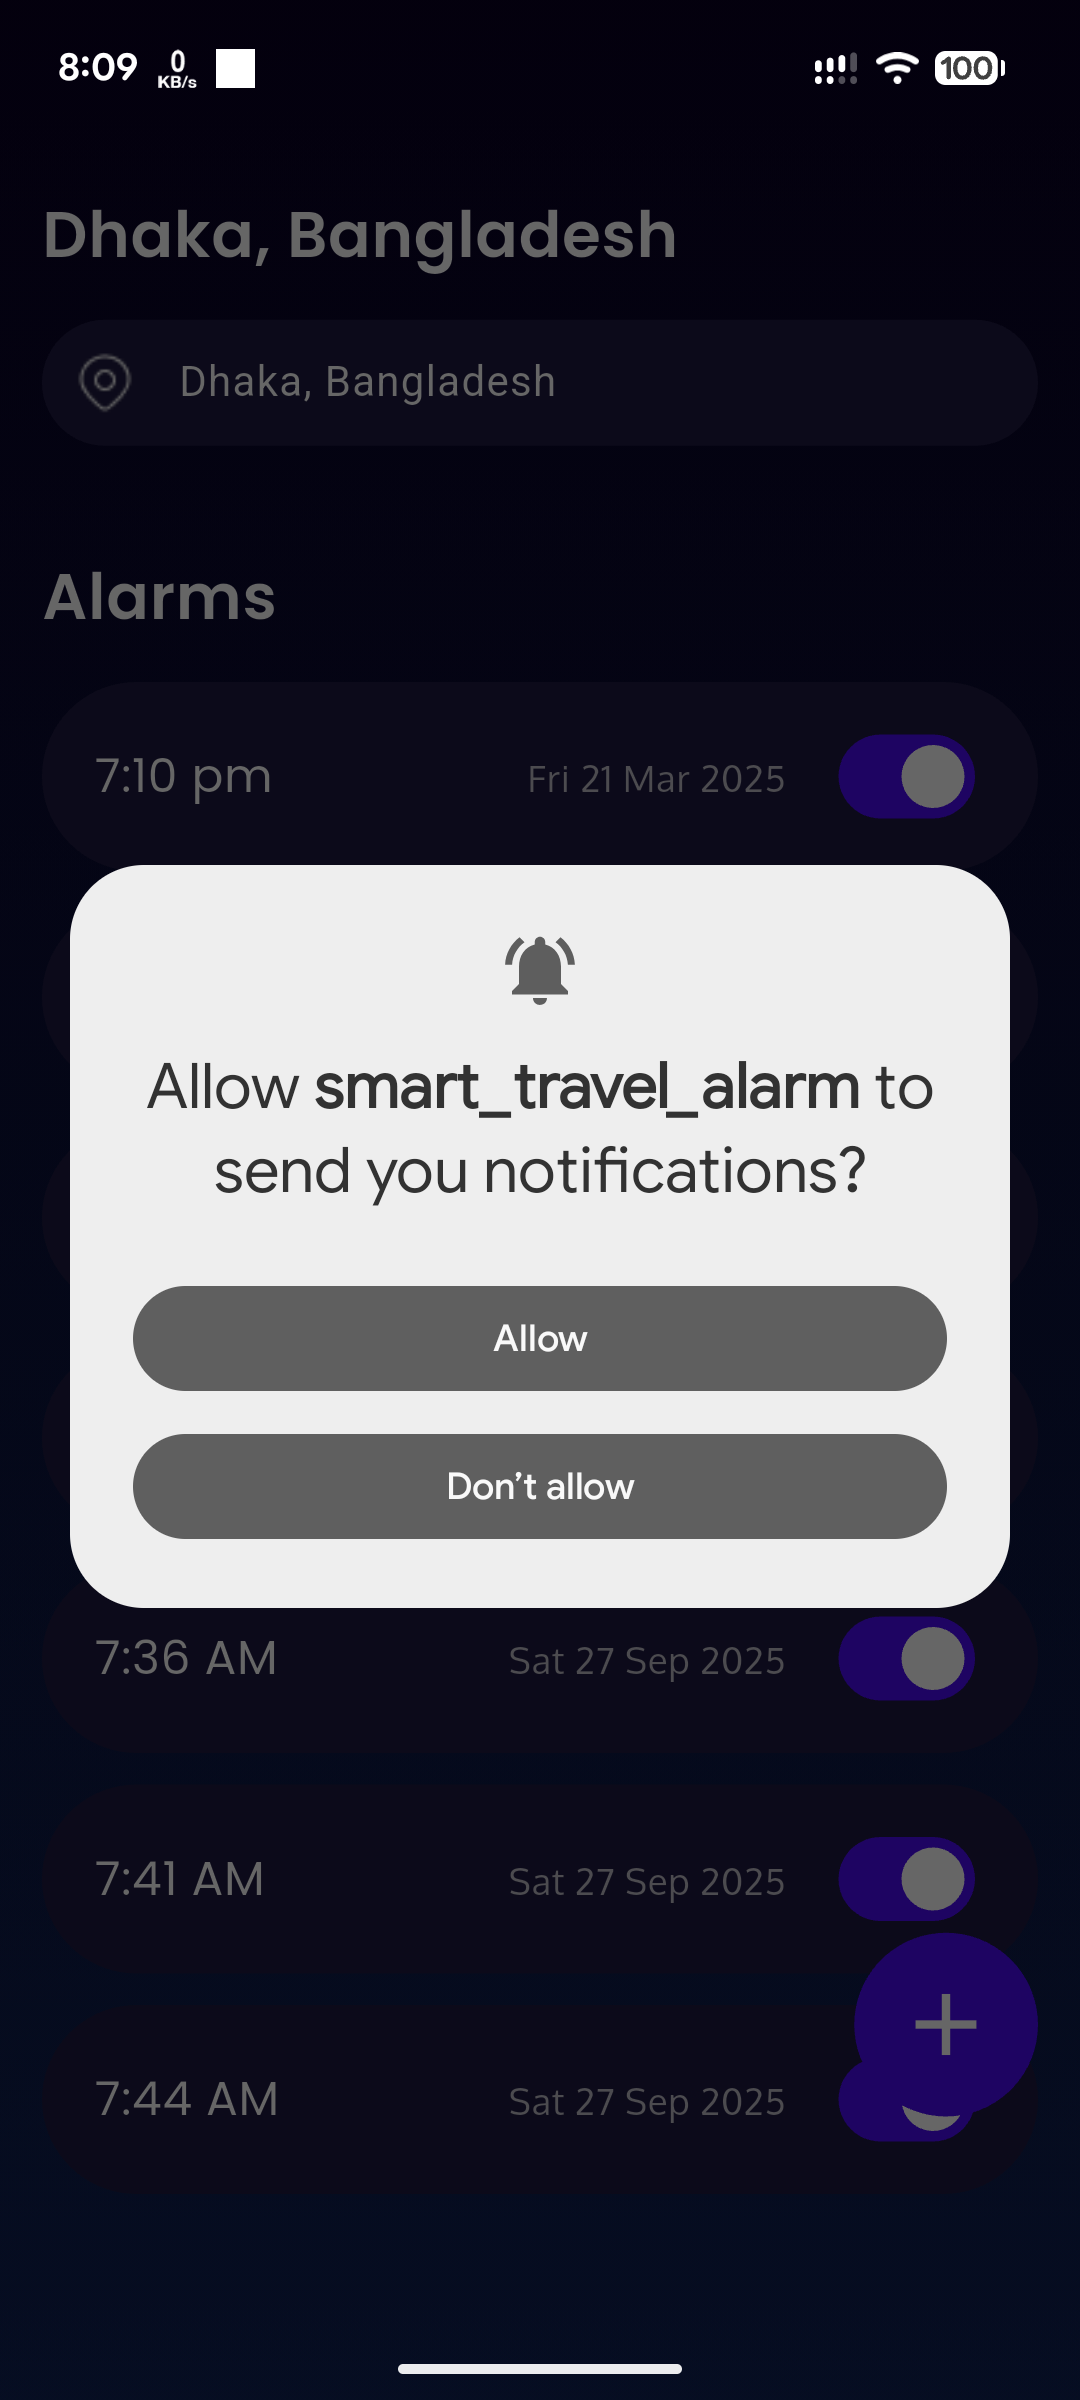 8:09 0 KB/s 100
Dhaka, Bangladesh
Dhaka, Bangladesh
Alarms
7:10 pm Fri 21 Mar 2025
Allow smart_travel_alarm to
send you notifications?
Allow
Don’t allow
7:36 AM Sat 27 Sep 2025
7:41 AM Sat 27 Sep 2025
7:44 AM Sat 27 Sep 2025